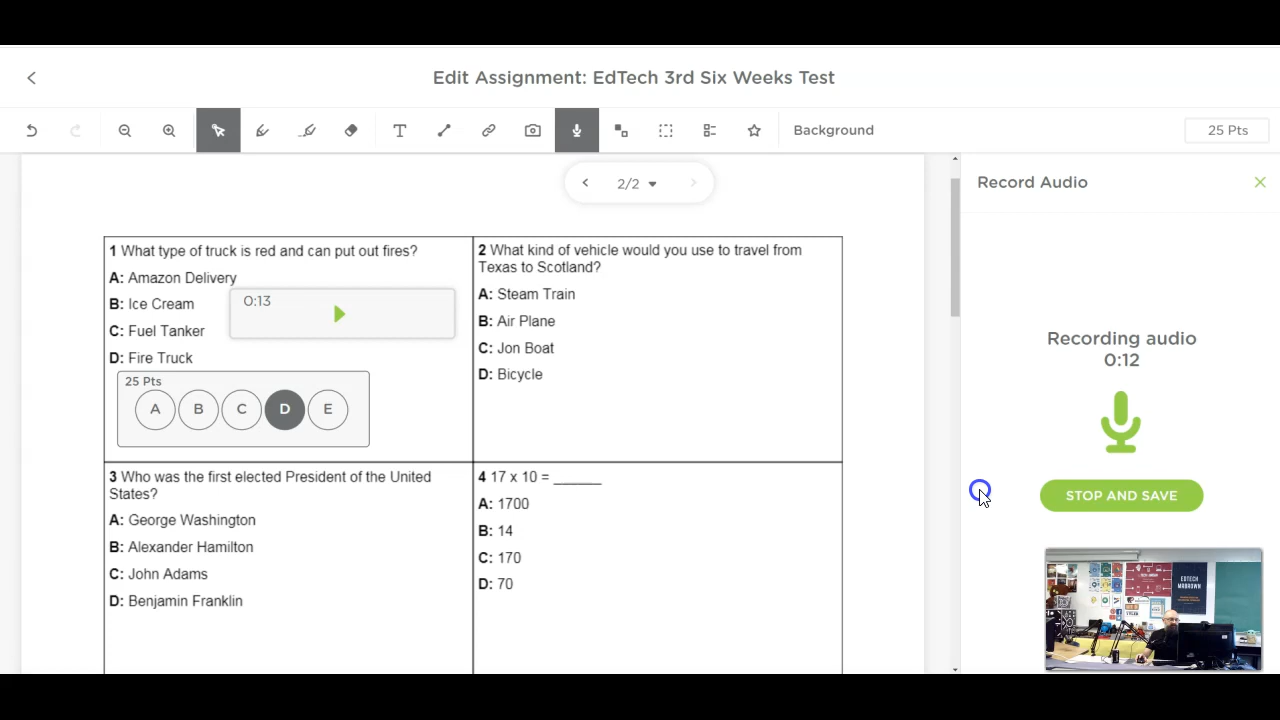 Edit Assignment: EdTech 3rd Six Weeks Test
Background
25 Pts
2/2
Record Audio
1 What type of truck is red and can put out fires?
A: Amazon Delivery
B: Ice Cream
C: Fuel Tanker
D: Fire Truck
0:13
25 Pts
A B C D E
2 What kind of vehicle would you use to travel from
Texas to Scotland?
A: Steam Train
B: Air Plane
C: Jon Boat
D: Bicycle
3 Who was the first elected President of the United
States?
A: George Washington
B: Alexander Hamilton
C: John Adams
D: Benjamin Franklin
4 17 x 10 = ______
A: 1700
B: 14
C: 170
D: 70
Recording audio
0:12
STOP AND SAVE
EDTECH
MRBROWN